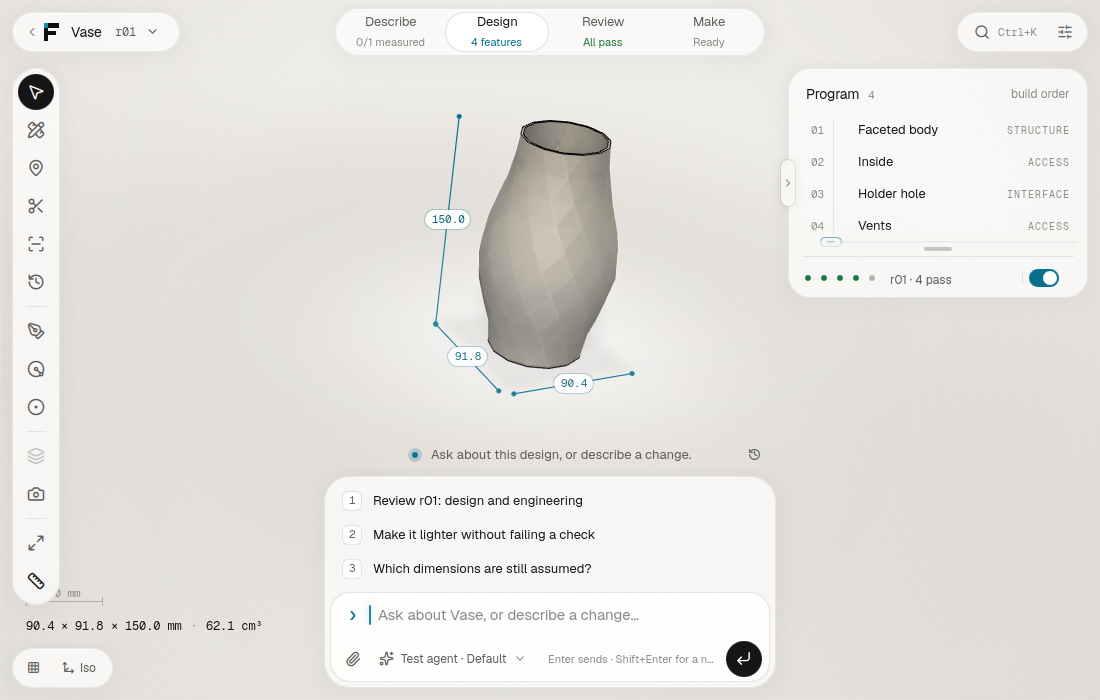 Vase r01
Describe
0/1 measured
Design
4 features
Review
All pass
Make
Ready
Ctrl+K
Program 4 build order
01 Faceted body STRUCTURE
02 Inside ACCESS
03 Holder hole INTERFACE
04 Vents ACCESS
r01 · 4 pass
150.0
91.8
90.4
Ask about this design, or describe a change.
1 Review r01: design and engineering
2 Make it lighter without failing a check
3 Which dimensions are still assumed?
Ask about Vase, or describe a change...
Test agent · Default
Enter sends · Shift+Enter for a n...
mm
90.4 × 91.8 × 150.0 mm · 62.1 cm³
Iso